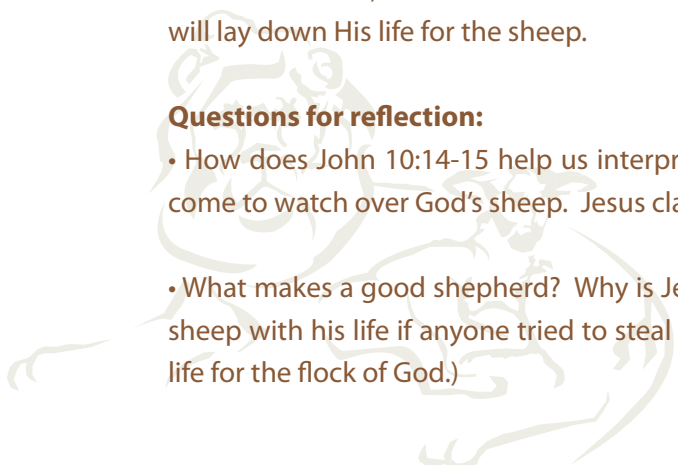 will lay down His life for the sheep.
Questions for reflection:
• How does John 10:14-15 help us interpr
come to watch over God's sheep.  Jesus cla
• What makes a good shepherd?  Why is Je
sheep with his life if anyone tried to steal
life for the flock of God.)